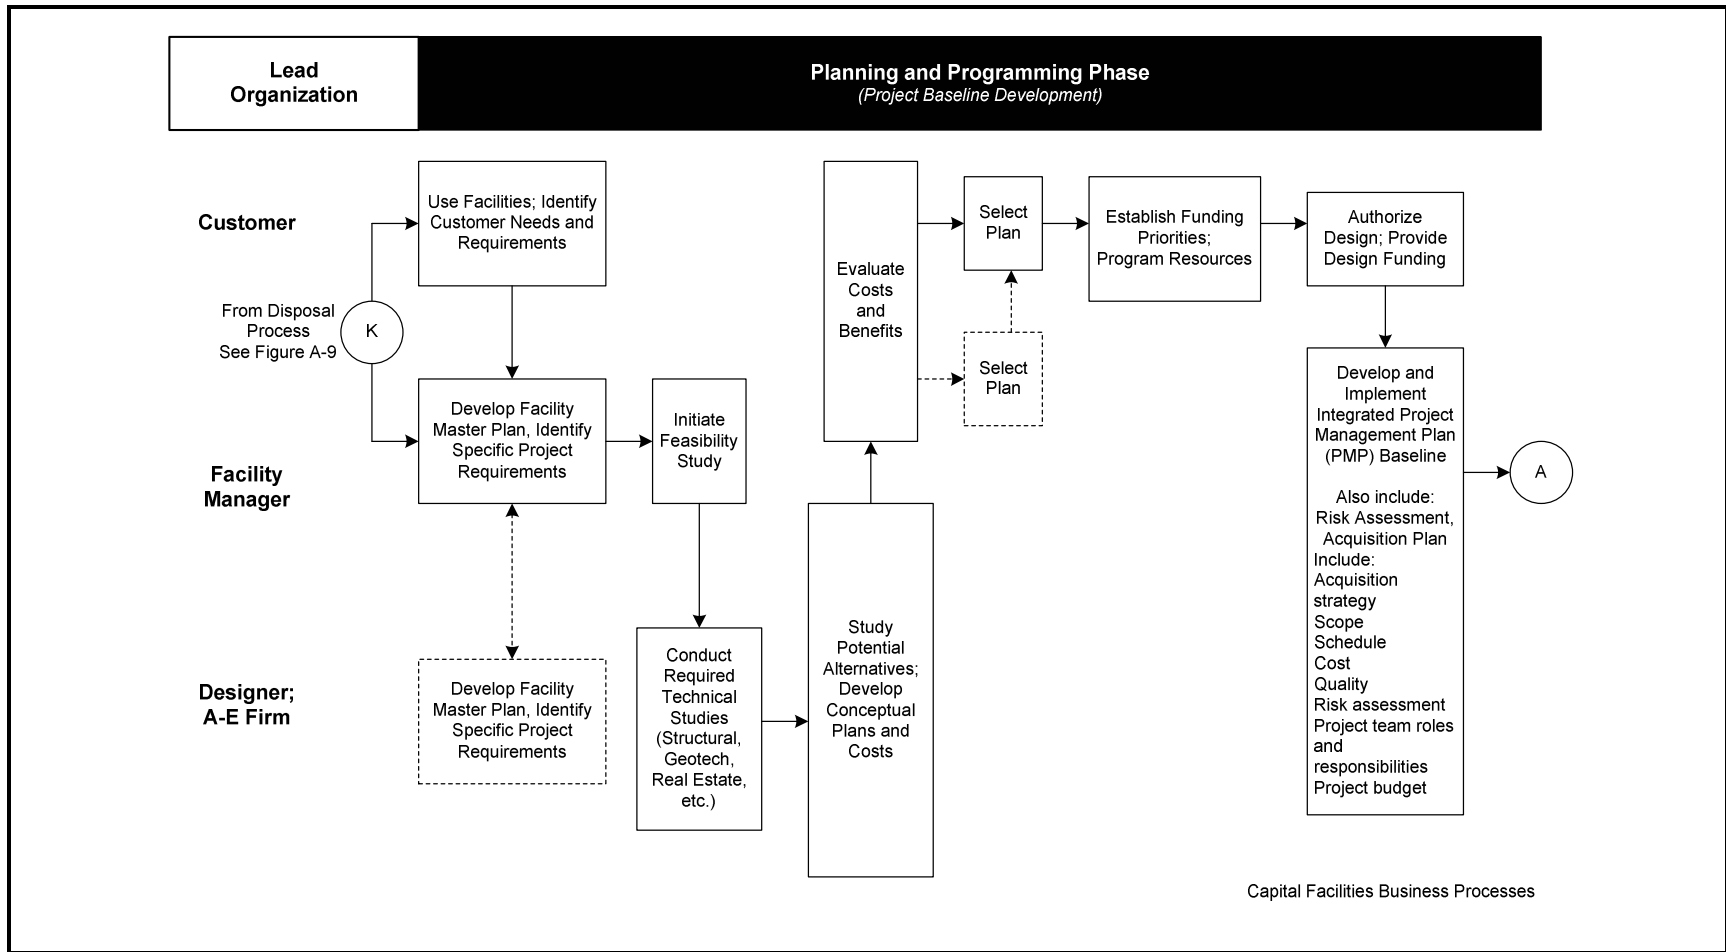 Lead
Organization
Planning and Programming Phase
(Project Baseline Development)
Customer
Use Facilities; Identify
Customer Needs and
Requirements
From Disposal
Process
See Figure A-9
K
Facility
Manager
Develop Facility
Master Plan, Identify
Specific Project
Requirements
Initiate
Feasibility
Study
Designer;
A-E Firm
Develop Facility
Master Plan, Identify
Specific Project
Requirements
Conduct
Required
Technical
Studies
(Structural,
Geotech,
Real Estate,
etc.)
Study
Potential
Alternatives;
Develop
Conceptual
Plans and
Costs
Evaluate
Costs
and
Benefits
Select
Plan
Select
Plan
Establish Funding
Priorities;
Program Resources
Authorize
Design; Provide
Design Funding
Develop and
Implement
Integrated Project
Management Plan
(PMP) Baseline
Also include:
Risk Assessment,
Acquisition Plan
Include:
Acquisition
strategy
Scope
Schedule
Cost
Quality
Risk assessment
Project team roles
and
responsibilities
Project budget
A
Capital Facilities Business Processes